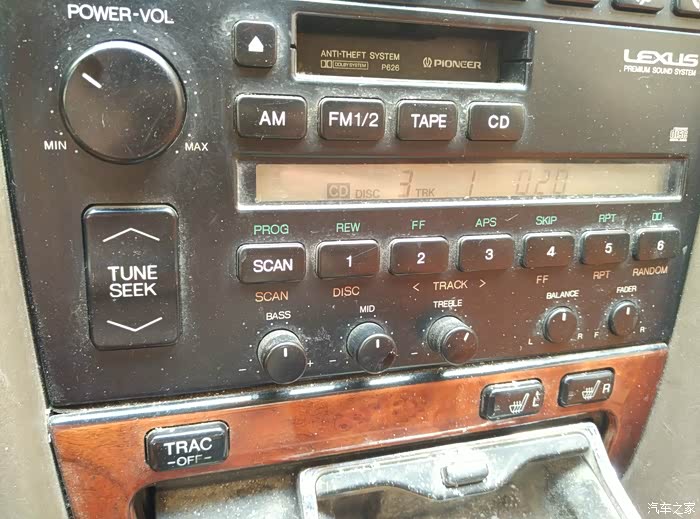 POWER-VOL
MIN
MAX
ANTI-THEFT SYSTEM
DOLBY SYSTEM P626
PIONEER
LEXUS
PREMIUM SOUND SYSTEM
AM FM1/2 TAPE CD
CD DISC 3 TRK 1 0:20
TUNE
SEEK
PROG REW FF APS SKIP RPT
SCAN 1 2 3 4 5 6
SCAN DISC < TRACK > FF RPT RANDOM
BASS MID TREBLE BALANCE FADER
- + - - L R F R
TRAC
-OFF-
L R
汽车之家